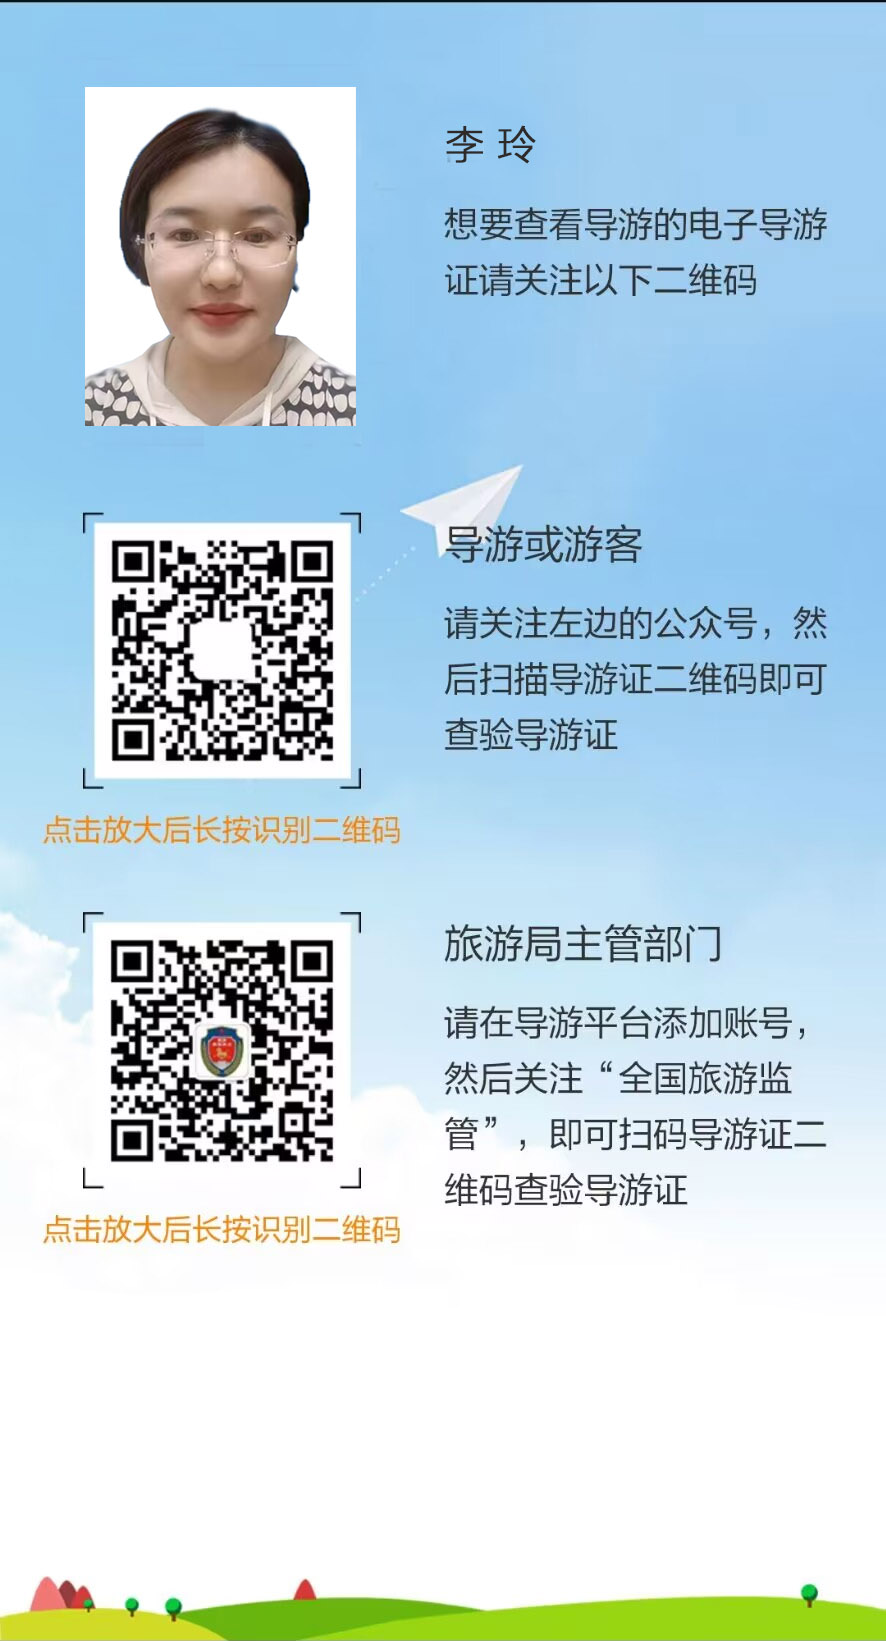 李 玲
想要查看导游的电子导游
证请关注以下二维码
导游或游客
请关注左边的公众号，然
后扫描导游证二维码即可
查验导游证
点击放大后长按识别二维码
旅游局主管部门
请在导游平台添加账号，
然后关注“全国旅游监
管”，即可扫码导游证二
维码查验导游证
点击放大后长按识别二维码